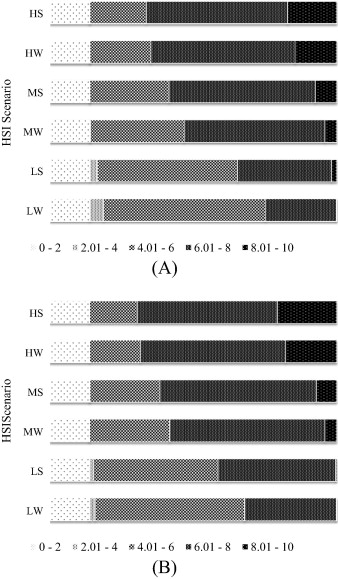 HSI Scenario
HS
HW
MS
MW
LS
LW
0 - 2 2.01 - 4 4.01 - 6 6.01 - 8 8.01 - 10
(A)
HSIScenario
HS
HW
MS
MW
LS
LW
0 - 2 2.01 - 4 4.01 - 6 6.01 - 8 8.01 - 10
(B)